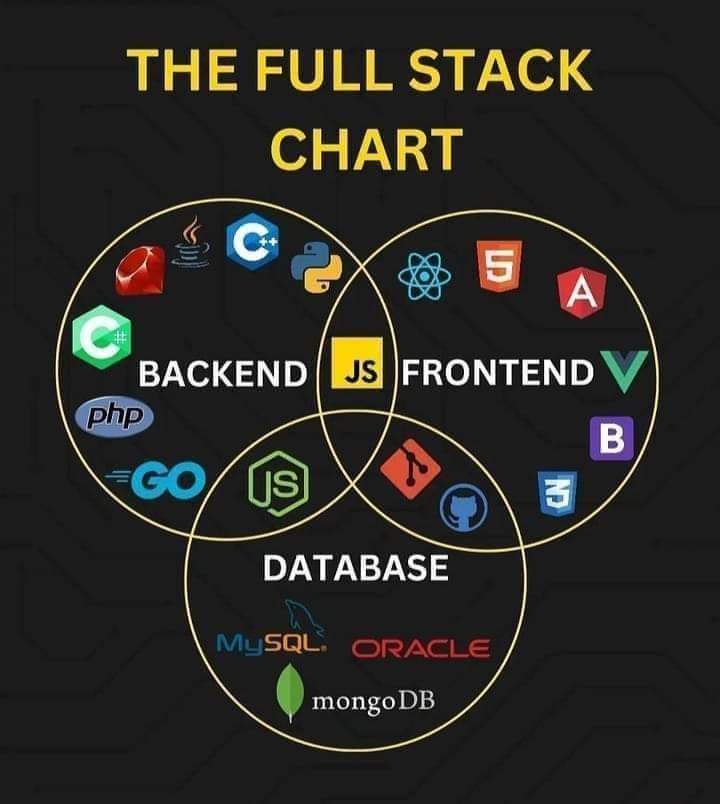 THE FULL STACK
CHART
C++
5
A
C#
BACKEND
JS
FRONTEND
php
B
GO
JS
3
DATABASE
MySQL.
ORACLE
mongoDB